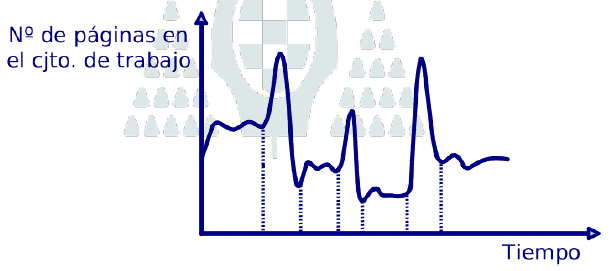 Nº de páginas en
el cjto. de trabajo
Tiempo